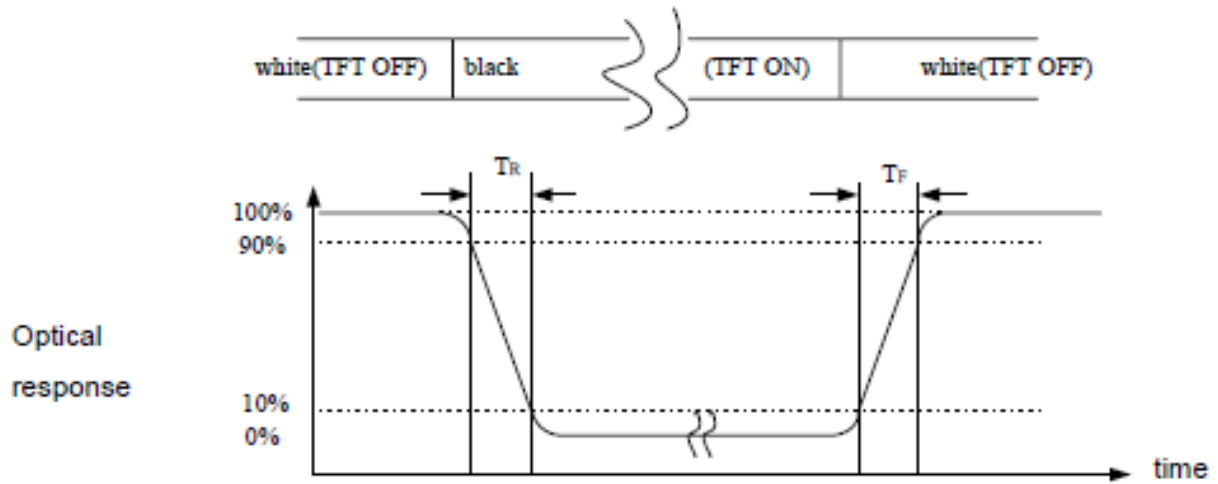 white(TFT OFF) black (TFT ON) white(TFT OFF)
TR TF
100%
90%
Optical
response
10%
0%
time